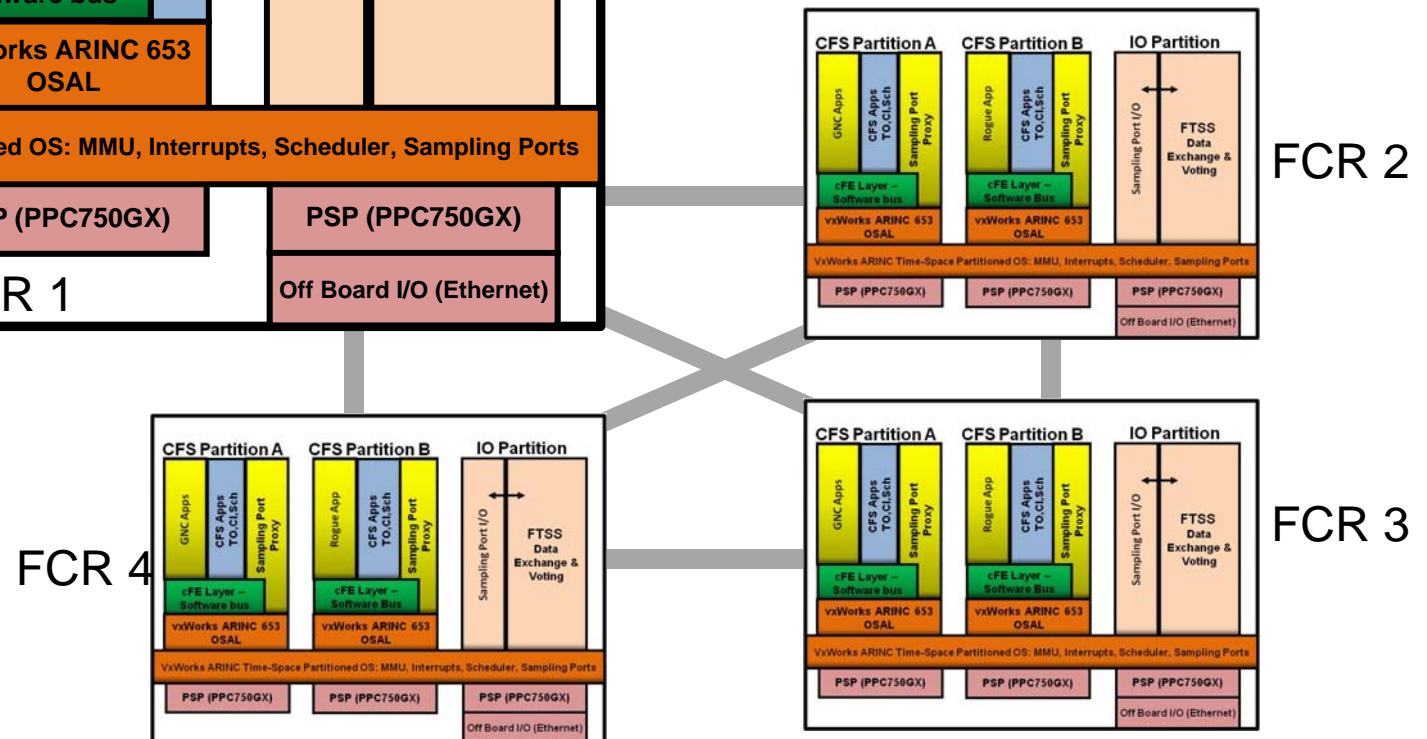 ware bus
orks ARINC 653
OSAL
ed OS: MMU, Interrupts, Scheduler, Sampling Ports
P (PPC750GX)
PSP (PPC750GX)
R 1
Off Board I/O (Ethernet)
CFS Partition A
CFS Partition B
IO Partition
GNC Apps
CFS Apps
TO,CI,Sch
Sampling Port
Proxy
Rogue App
CFS Apps
TO,CI,Sch
Sampling Port
Proxy
Sampling Port I/O
FTSS
Data
Exchange &
Voting
cFE Layer –
Software Bus
cFE Layer –
Software Bus
vxWorks ARINC 653
OSAL
vxWorks ARINC 653
OSAL
VxWorks ARINC Time-Space Partitioned OS: MMU, Interrupts, Scheduler, Sampling Ports
PSP (PPC750GX)
PSP (PPC750GX)
PSP (PPC750GX)
Off Board I/O (Ethernet)
FCR 2
FCR 4
CFS Partition A
CFS Partition B
IO Partition
GNC Apps
CFS Apps
TO,CI,Sch
Sampling Port
Proxy
Rogue App
CFS Apps
TO,CI,Sch
Sampling Port
Proxy
Sampling Port I/O
FTSS
Data
Exchange &
Voting
cFE Layer –
Software bus
cFE Layer –
Software Bus
vxWorks ARINC 653
OSAL
vxWorks ARINC 653
OSAL
VxWorks ARINC Time-Space Partitioned OS: MMU, Interrupts, Scheduler, Sampling Ports
PSP (PPC750GX)
PSP (PPC750GX)
PSP (PPC750GX)
Off Board I/O (Ethernet)
CFS Partition A
CFS Partition B
IO Partition
GNC Apps
CFS Apps
TO,CI,Sch
Sampling Port
Proxy
Rogue App
CFS Apps
TO,CI,Sch
Sampling Port
Proxy
Sampling Port I/O
FTSS
Data
Exchange &
Voting
cFE Layer –
Software Bus
cFE Layer –
Software Bus
vxWorks ARINC 653
OSAL
vxWorks ARINC 653
OSAL
VxWorks ARINC Time-Space Partitioned OS: MMU, Interrupts, Scheduler, Sampling Ports
PSP (PPC750GX)
PSP (PPC750GX)
PSP (PPC750GX)
Off Board I/O (Ethernet)
FCR 3